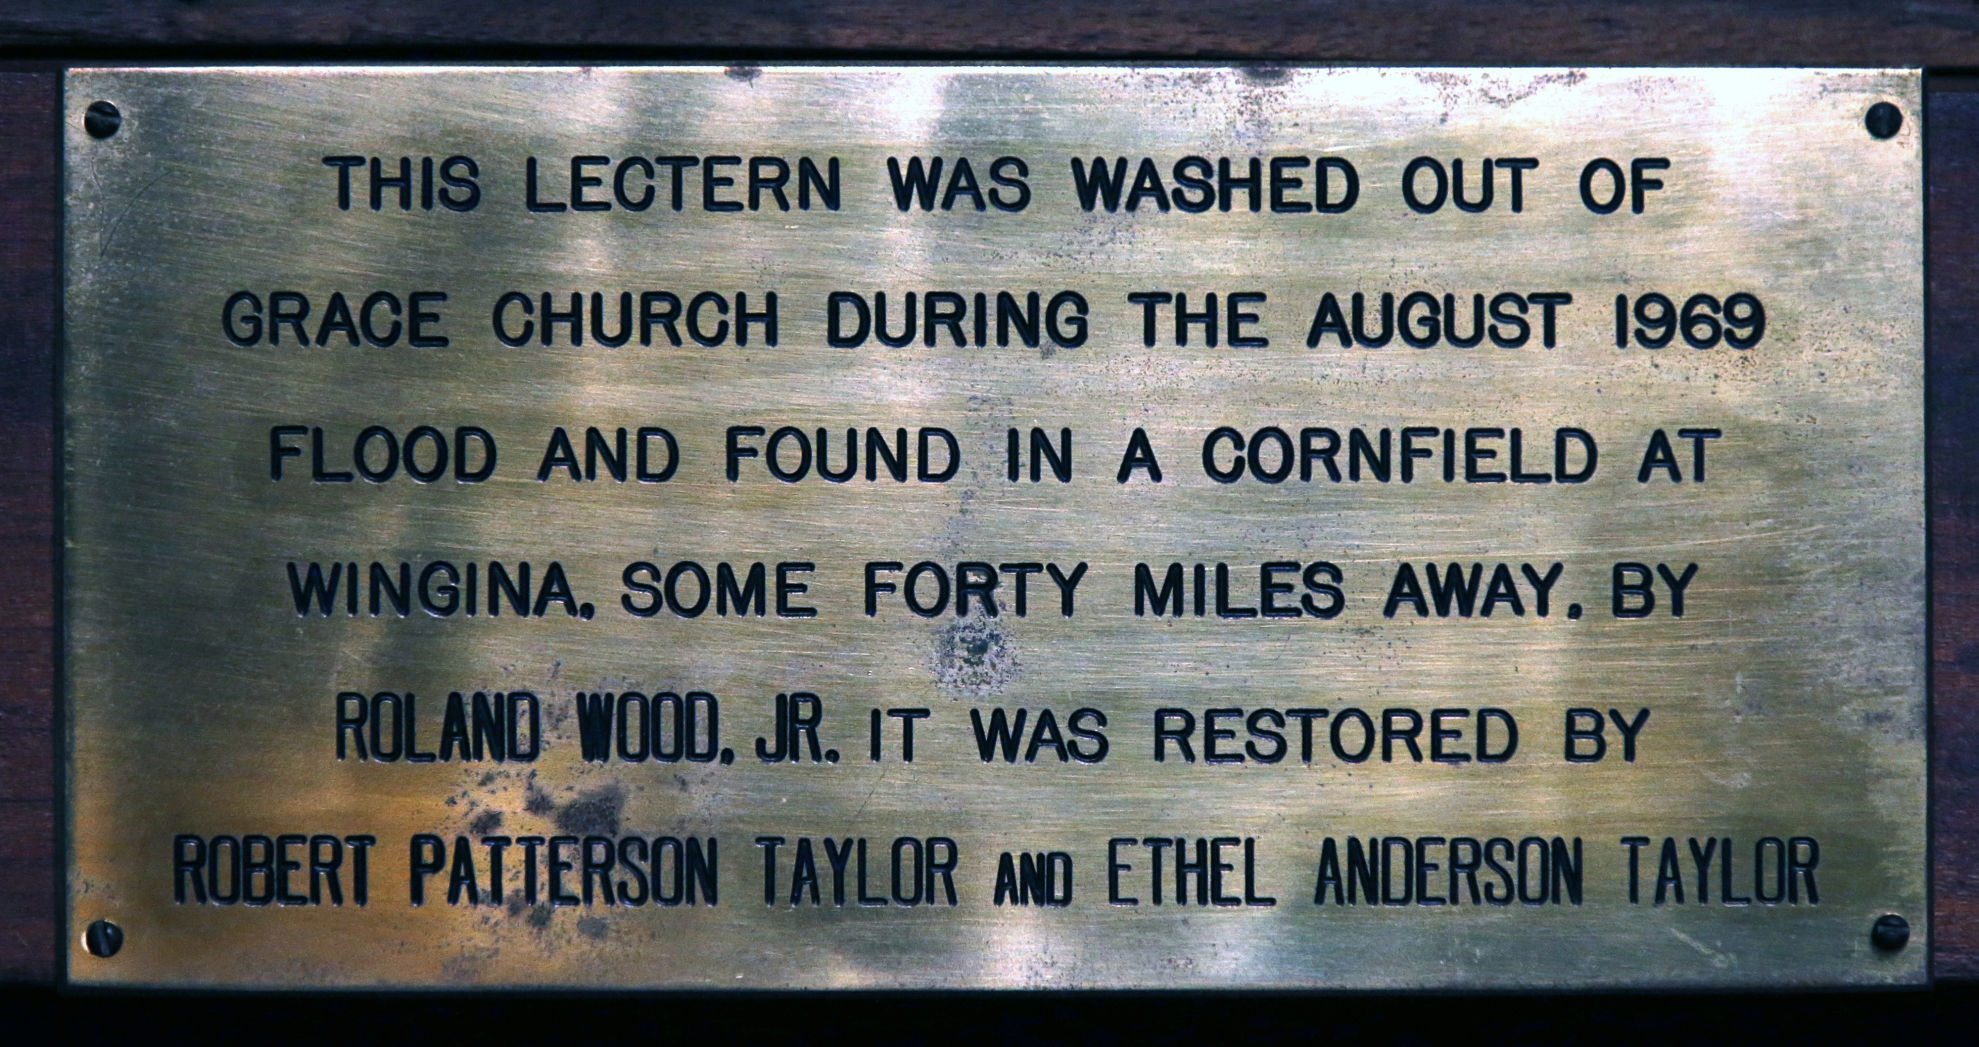 THIS LECTERN WAS WASHED OUT OF
GRACE CHURCH DURING THE AUGUST 1969
FLOOD AND FOUND IN A CORNFIELD AT
WINGINA, SOME FORTY MILES AWAY, BY
ROLAND WOOD, JR. IT WAS RESTORED BY
ROBERT PATTERSON TAYLOR AND ETHEL ANDERSON TAYLOR